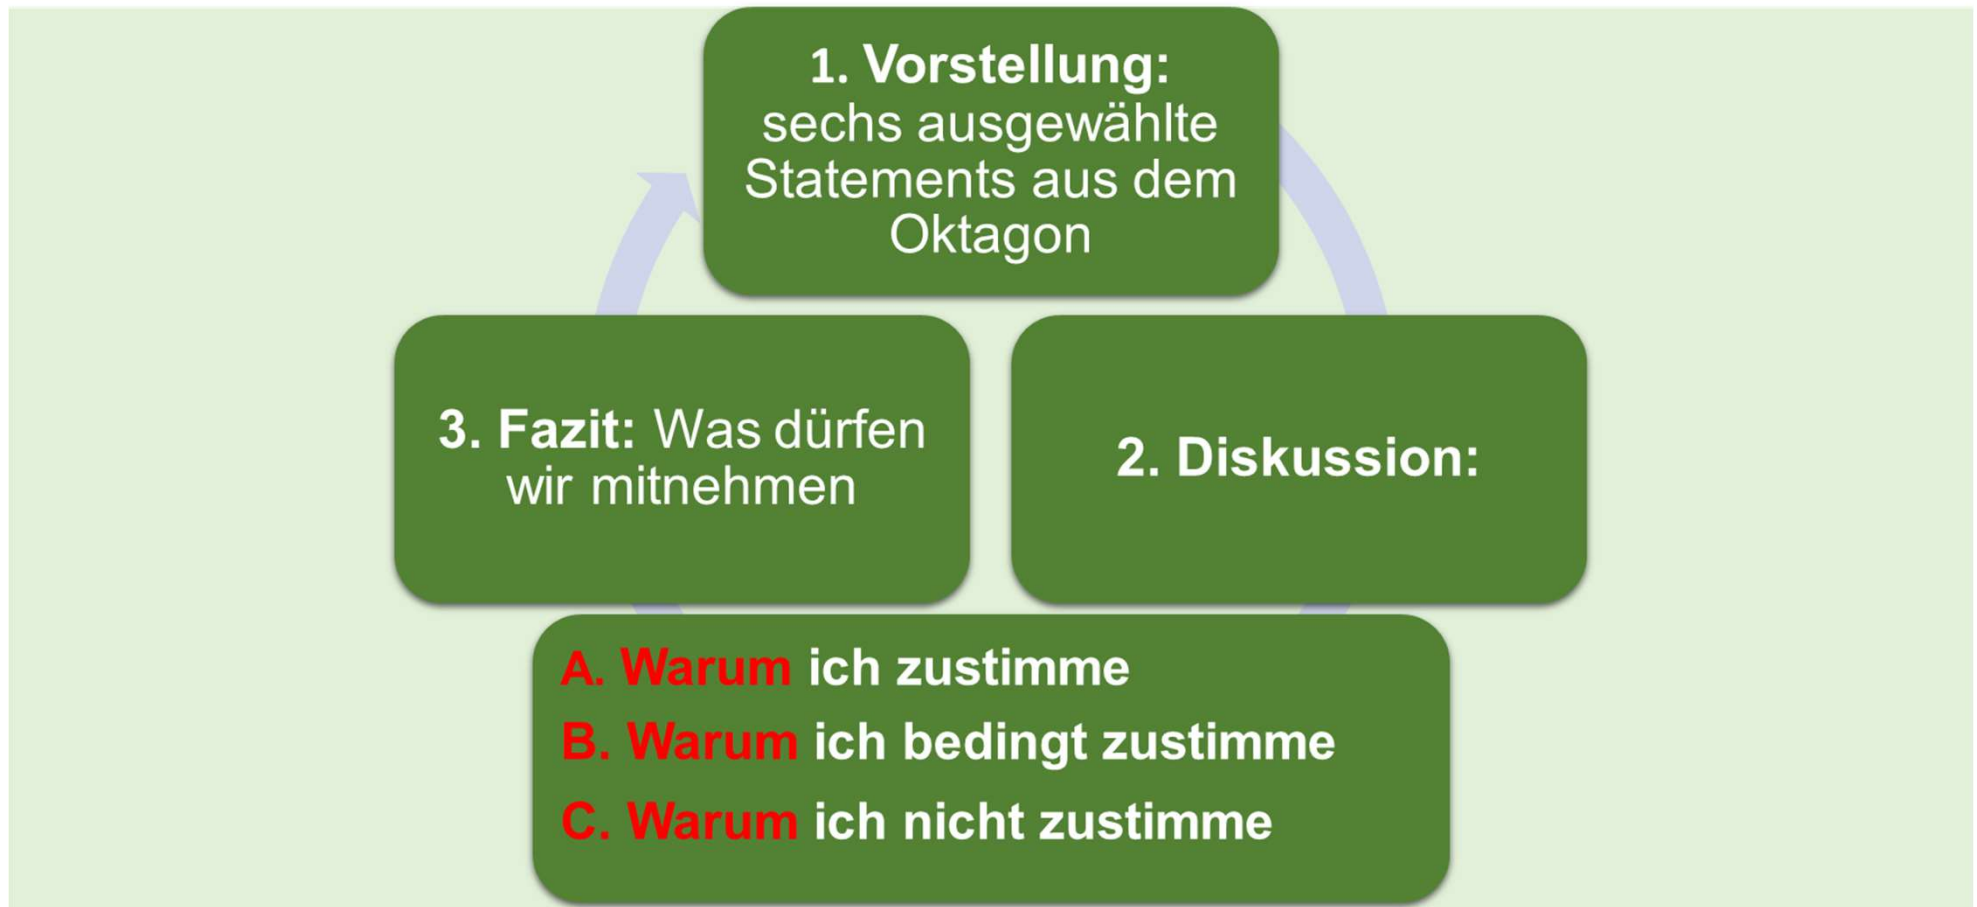 1. Vorstellung:
sechs ausgewählte
Statements aus dem
Oktagon
2. Diskussion:
3. Fazit: Was dürfen
wir mitnehmen
A. Warum ich zustimme
B. Warum ich bedingt zustimme
C. Warum ich nicht zustimme